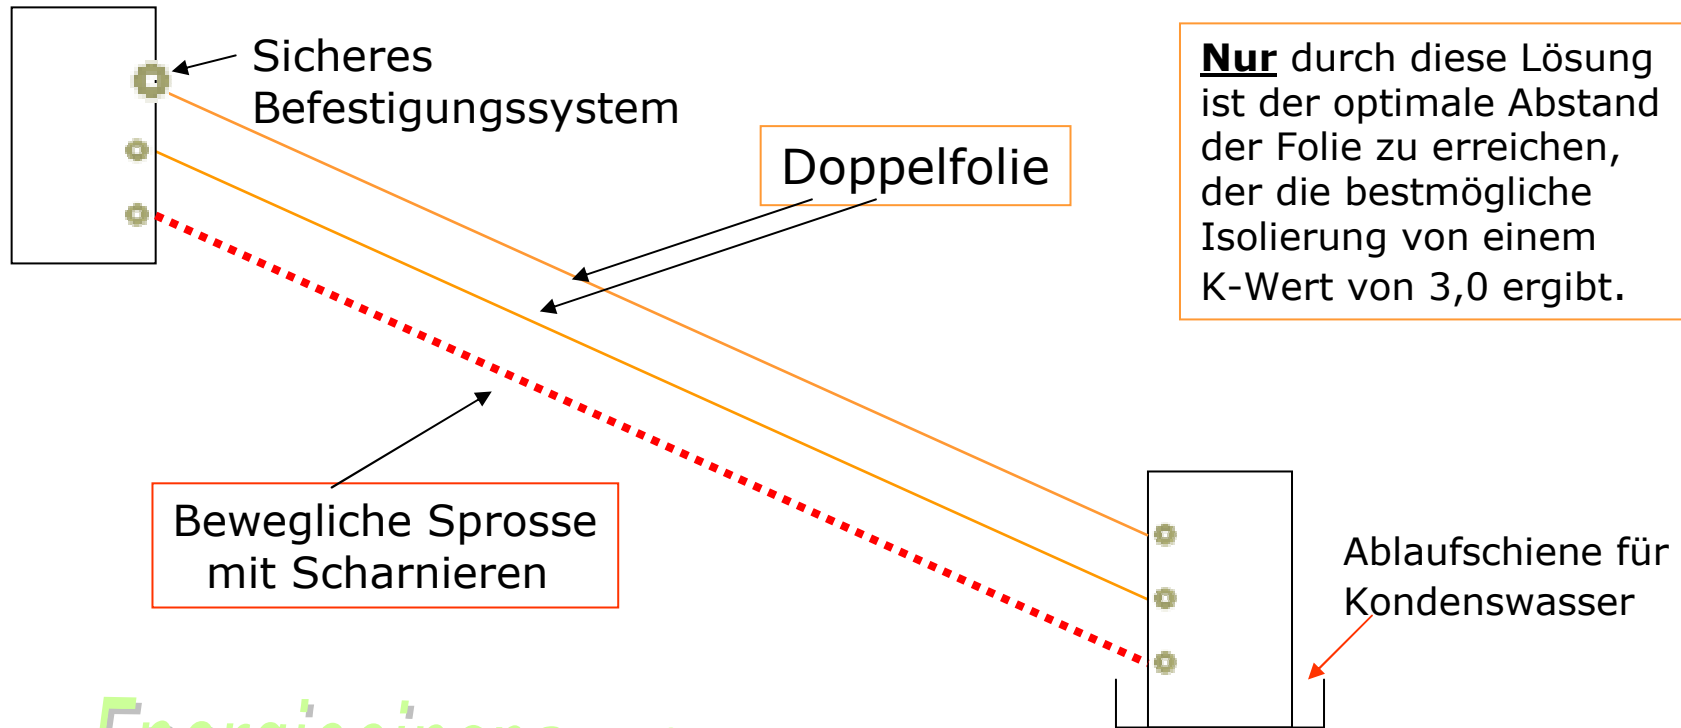 Sicheres
Befestigungssystem
Doppelfolie
Nur durch diese Lösung
ist der optimale Abstand
der Folie zu erreichen,
der die bestmögliche
Isolierung von einem
K-Wert von 3,0 ergibt.
Bewegliche Sprosse
mit Scharnieren
Ablaufschiene für
Kondenswasser